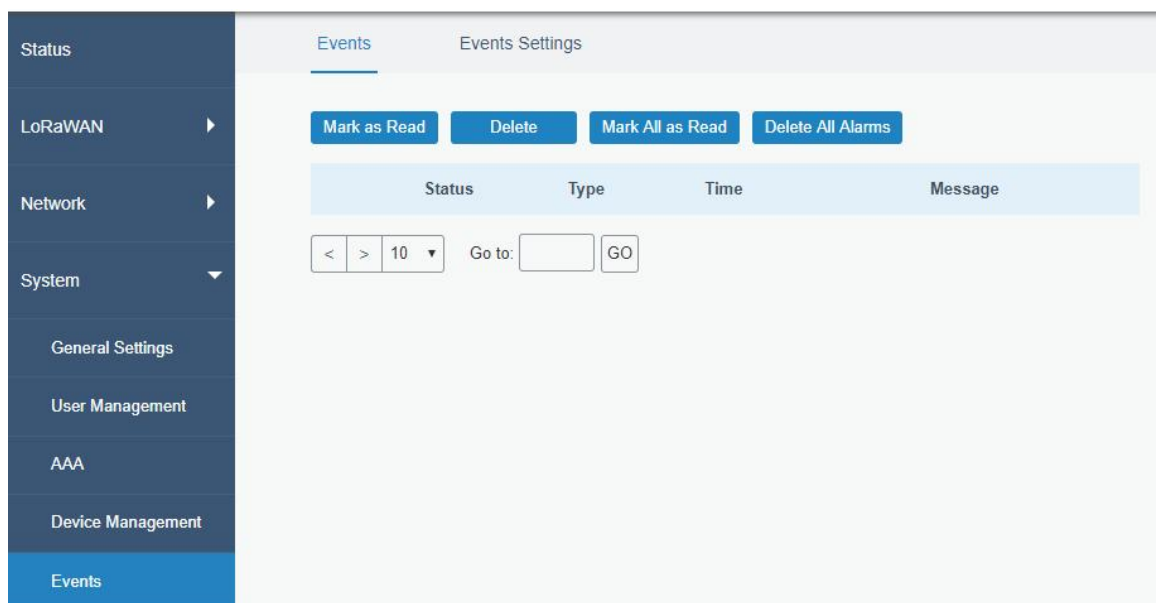 Status
LoRaWAN
Network
System
General Settings
User Management
AAA
Device Management
Events
Events Events Settings
Mark as Read Delete Mark All as Read Delete All Alarms
Status Type Time Message
< > 10 Go to: GO